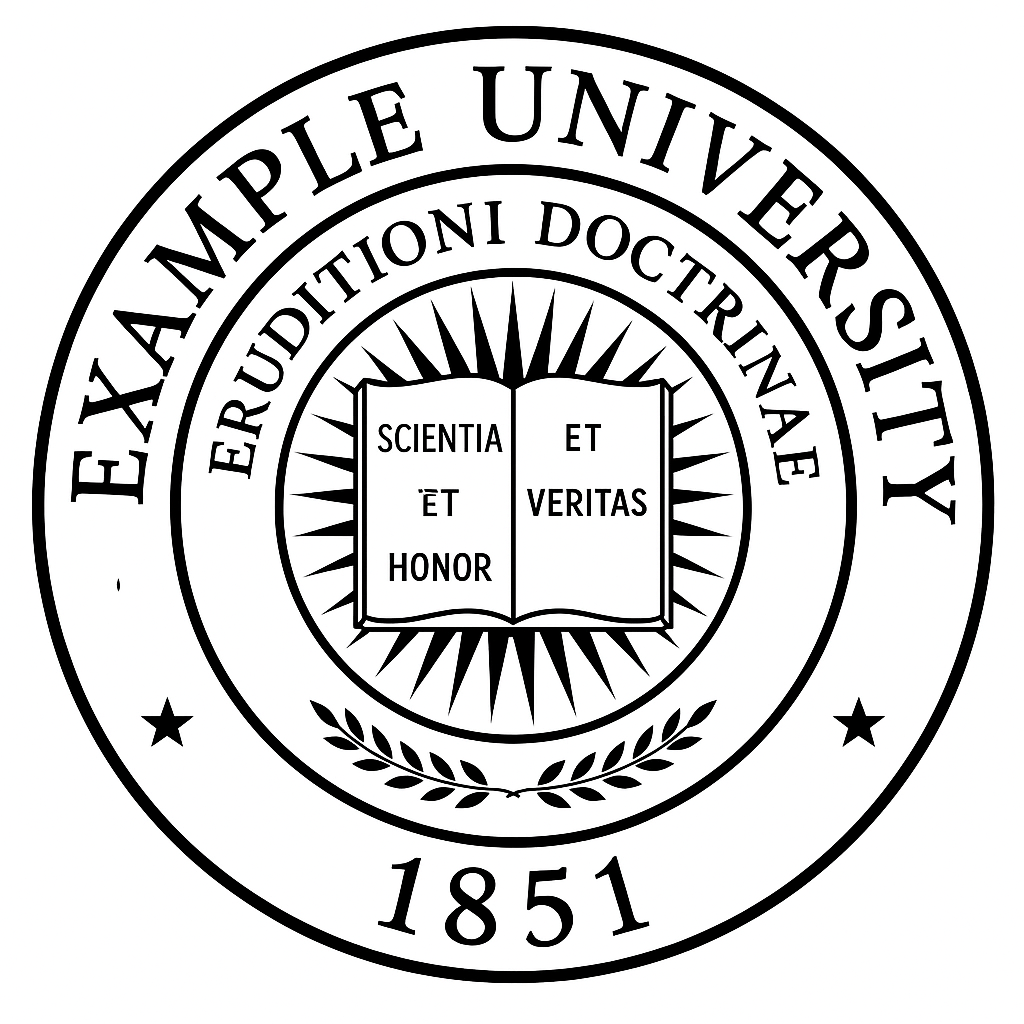 EXAMPLE UNIVERSITY
ERUDITIONI DOCTRINAE
SCIENTIA
ET
HONOR
ET
VERITAS
1851